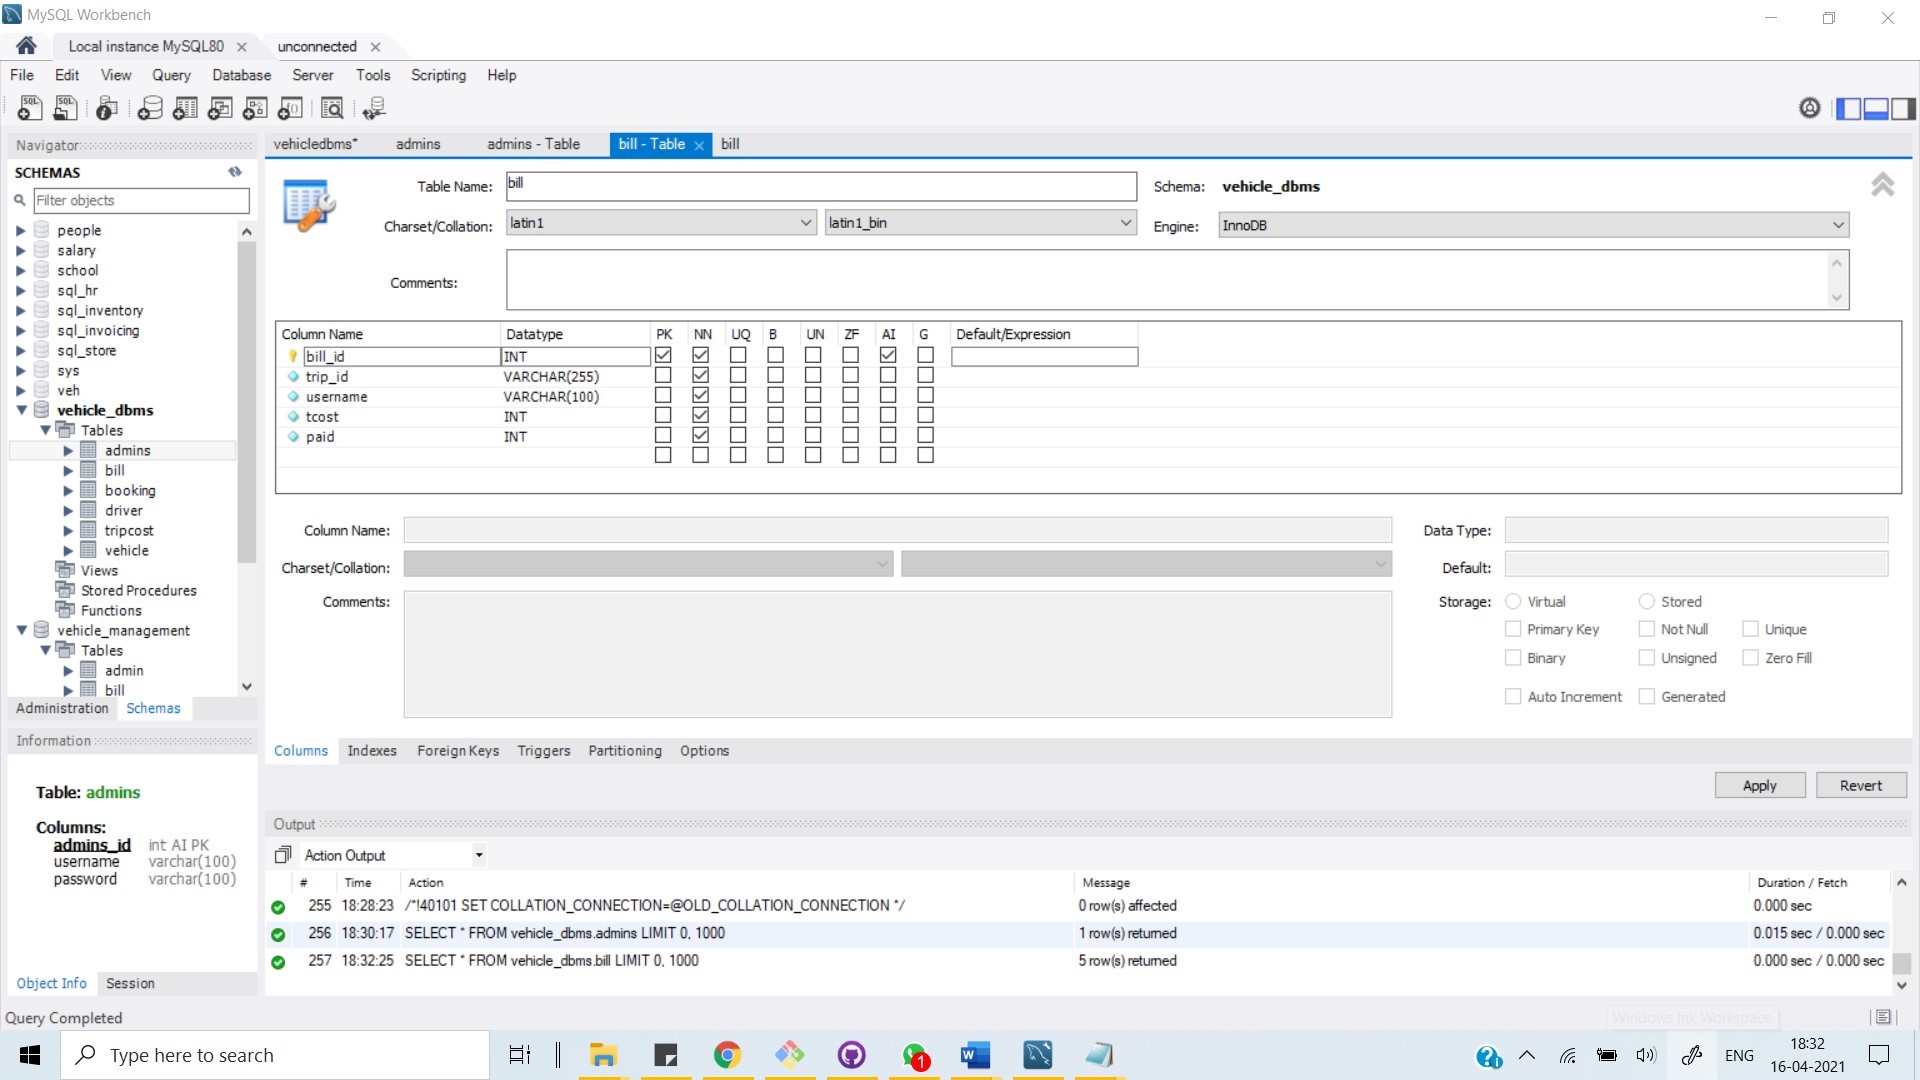 MySQL Workbench
Local instance MySQL80
unconnected
File Edit View Query Database Server Tools Scripting Help
Navigator
SCHEMAS
Filter objects
people
salary
school
sql_hr
sql_inventory
sql_invoicing
sql_store
sys
veh
vehicle_dbms
Tables
admins
bill
booking
driver
tripcost
vehicle
Views
Stored Procedures
Functions
vehicle_management
Tables
admin
bill
Administration Schemas
Information
Table: admins
Columns:
admins_id int AI PK
username varchar(100)
password varchar(100)
Object Info Session
vehicledbms* admins admins - Table bill - Table bill
Table Name: bill Schema: vehicle_dbms
Charset/Collation: latin1 latin1_bin Engine: InnoDB
Comments:
Column Name Datatype PK NN UQ B UN ZF AI G Default/Expression
bill_id INT
trip_id VARCHAR(255)
username VARCHAR(100)
tcost INT
paid INT
Column Name: Data Type:
Charset/Collation: Default:
Comments: Storage: Virtual Stored
Primary Key Not Null Unique
Binary Unsigned Zero Fill
Auto Increment Generated
Columns Indexes Foreign Keys Triggers Partitioning Options
Apply Revert
Output
Action Output
# Time Action Message Duration / Fetch
255 18:28:23 /*!40101 SET COLLATION_CONNECTION=@OLD_COLLATION_CONNECTION */ 0 row(s) affected 0.000 sec
256 18:30:17 SELECT * FROM vehicle_dbms.admins LIMIT 0, 1000 1 row(s) returned 0.015 sec / 0.000 sec
257 18:32:25 SELECT * FROM vehicle_dbms.bill LIMIT 0, 1000 5 row(s) returned 0.000 sec / 0.000 sec
Query Completed
Windows Ink Workspace
Type here to search
1
ENG
18:32
16-04-2021